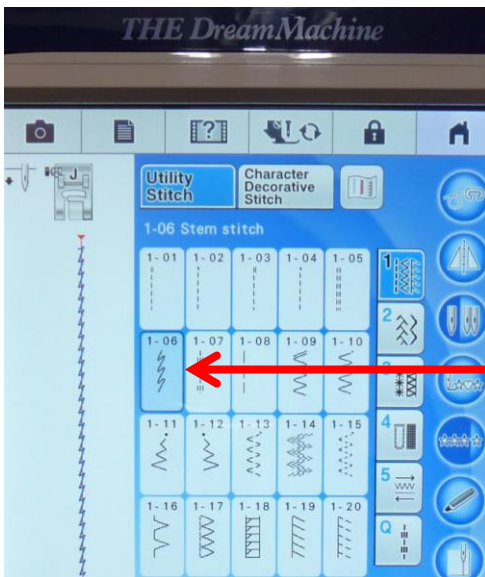 THE DreamMachine
?
J
Utility
Stitch
Character
Decorative
Stitch
1-06 Stem stitch
1-01
1-02
1-03
1-04
1-05
1
1-06
1-07
1-08
1-09
1-10
2
3
1-11
1-12
1-13
1-14
1-15
4
5
1-16
1-17
1-18
1-19
1-20
Q